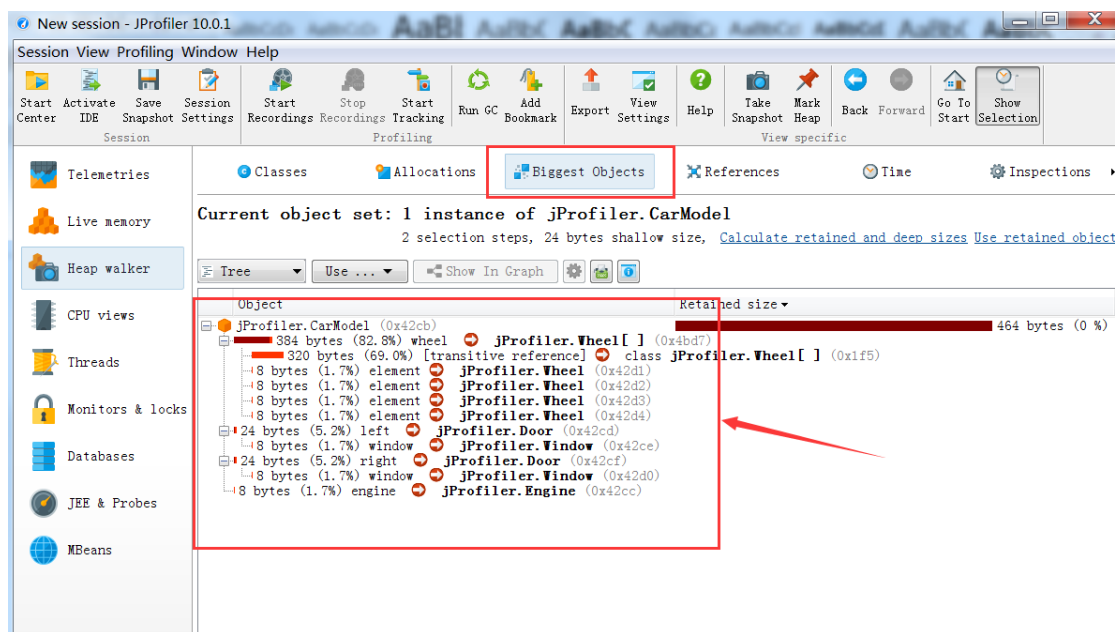 New session - JProfiler 10.0.1
Session View Profiling Window Help
Start Center
Activate IDE
Save Snapshot
Session Settings
Start Recordings
Stop Recordings
Start Tracking
Run GC
Add Bookmark
Export
View Settings
Help
Take Snapshot
Mark Heap
Back
Forward
Go To Start
Show Selection
Session
Profiling
View specific
Telemetries
Live memory
Heap walker
CPU views
Threads
Monitors & locks
Databases
JEE & Probes
MBeans
Classes
Allocations
Biggest Objects
References
Time
Inspections
Current object set: 1 instance of jProfiler.CarModel
2 selection steps, 24 bytes shallow size, Calculate retained and deep sizes Use retained object
Tree
Use ...
Show In Graph
Object Retained size
jProfiler.CarModel (0x42cb) 464 bytes (0 %)
384 bytes (82.8%) wheel jProfiler.Wheel[ ] (0x4bd7)
320 bytes (69.0%) [transitive reference] class jProfiler.Wheel[ ] (0x1f5)
8 bytes (1.7%) element jProfiler.Wheel (0x42d1)
8 bytes (1.7%) element jProfiler.Wheel (0x42d2)
8 bytes (1.7%) element jProfiler.Wheel (0x42d3)
8 bytes (1.7%) element jProfiler.Wheel (0x42d4)
24 bytes (5.2%) left jProfiler.Door (0x42cd)
8 bytes (1.7%) window jProfiler.Window (0x42ce)
24 bytes (5.2%) right jProfiler.Door (0x42cf)
8 bytes (1.7%) window jProfiler.Window (0x42d0)
8 bytes (1.7%) engine jProfiler.Engine (0x42cc)